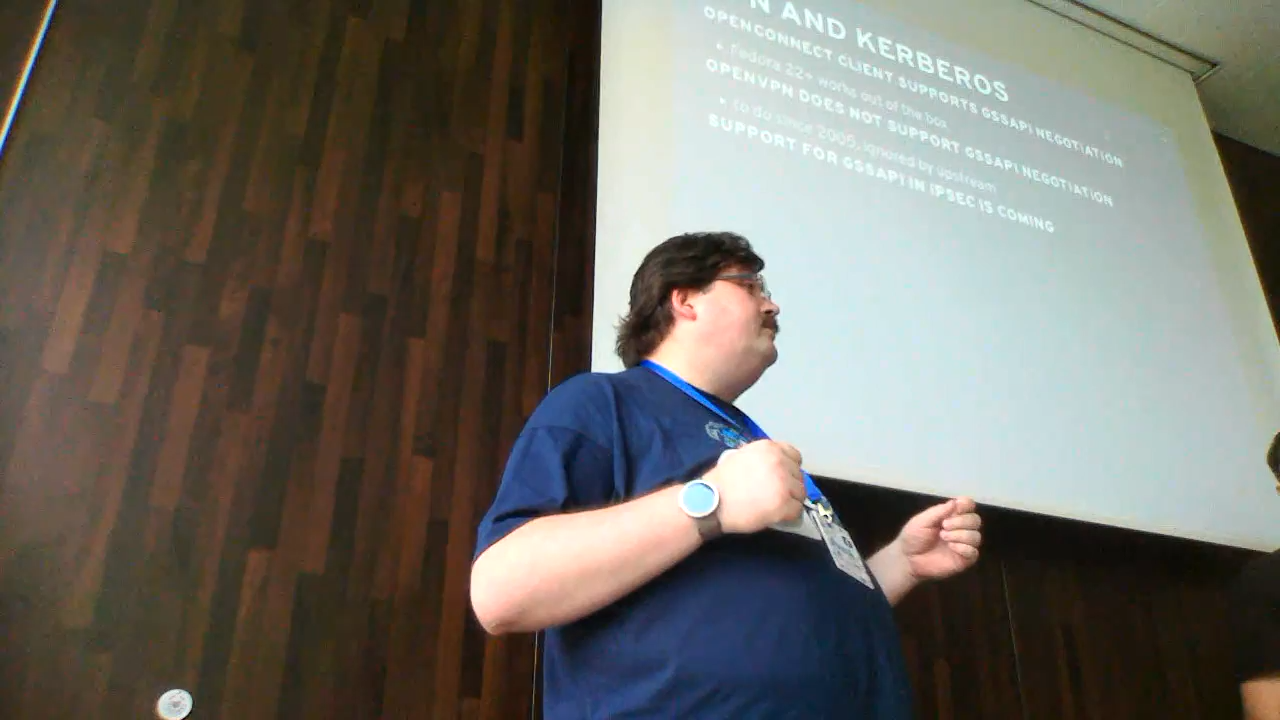 N AND KERBEROS
OPENCONNECT CLIENT SUPPORTS GSSAPI NEGOTIATION
• Fedora 22+ works out of the box
OPENVPN DOES NOT SUPPORT GSSAPI NEGOTIATION
• to do since 2005, ignored by upstream
SUPPORT FOR GSSAPI IN IPSEC IS COMING